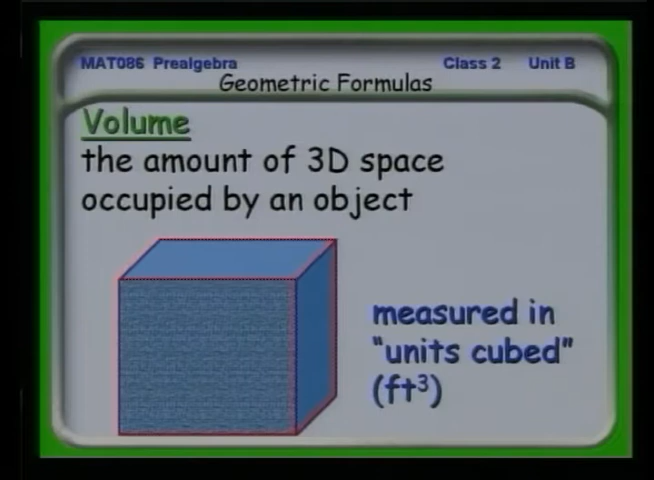 MAT086 Prealgebra Class 2 Unit B
Geometric Formulas
Volume
the amount of 3D space
occupied by an object
measured in
"units cubed"
(ft³)